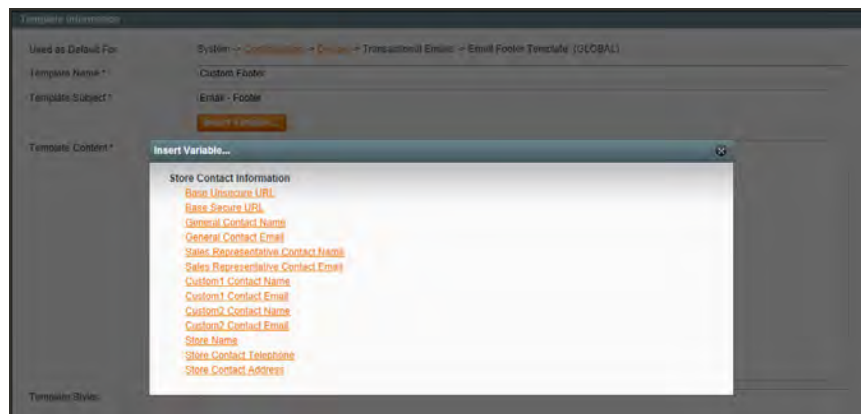 Template Information
Used as Default For
System -> Configuration -> Design -> Transactional Emails -> Email Footer Template (GLOBAL)
Template Name *
Custom Footer
Template Subject *
Email - Footer
Insert Variable...
Template Content *
Insert Variable...
Store Contact Information
Base Unsecure URL
Base Secure URL
General Contact Name
General Contact Email
Sales Representative Contact Name
Sales Representative Contact Email
Custom1 Contact Name
Custom1 Contact Email
Custom2 Contact Name
Custom2 Contact Email
Store Name
Store Contact Telephone
Store Contact Address
Template Styles